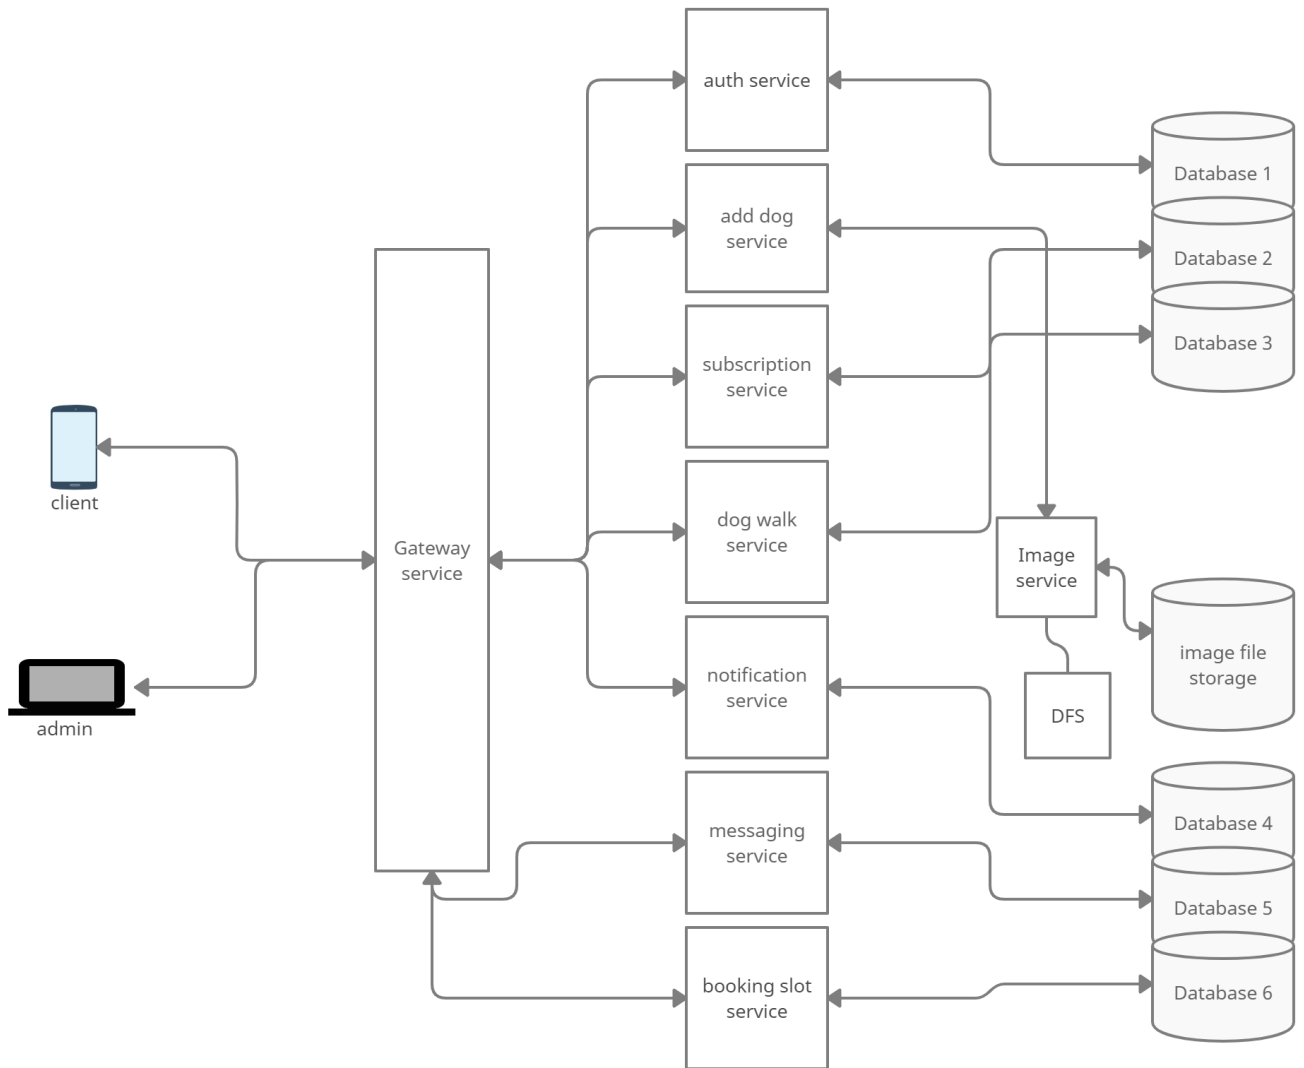 auth service
Database 1
add dog
service
Database 2
Database 3
subscription
service
client
dog walk
service
Gateway
service
Image
service
image file
storage
notification
service
DFS
admin
Database 4
messaging
service
Database 5
booking slot
service
Database 6